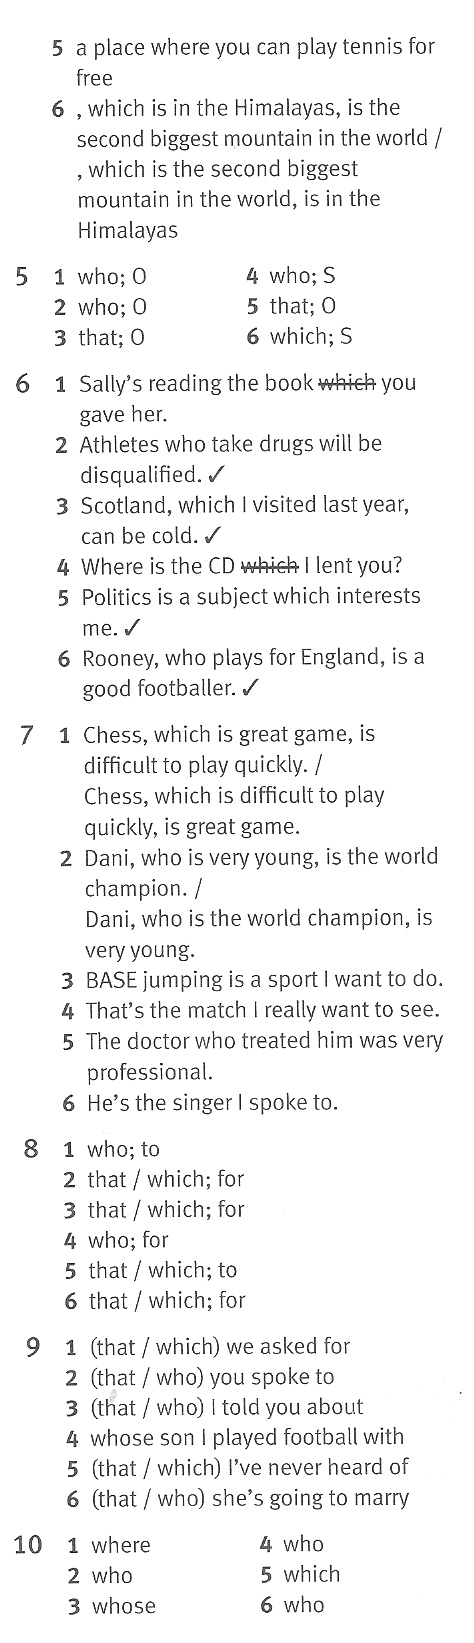 5 a place where you can play tennis for
free
6 , which is in the Himalayas, is the
second biggest mountain in the world /
, which is the second biggest
mountain in the world, is in the
Himalayas
5 1 who; O 4 who; S
2 who; O 5 that; O
3 that; O 6 which; S
6 1 Sally's reading the book which you
gave her.
2 Athletes who take drugs will be
disqualified. ✓
3 Scotland, which I visited last year,
can be cold. ✓
4 Where is the CD which I lent you?
5 Politics is a subject which interests
me. ✓
6 Rooney, who plays for England, is a
good footballer. ✓
7 1 Chess, which is great game, is
difficult to play quickly. /
Chess, which is difficult to play
quickly, is great game.
2 Dani, who is very young, is the world
champion. /
Dani, who is the world champion, is
very young.
3 BASE jumping is a sport I want to do.
4 That's the match I really want to see.
5 The doctor who treated him was very
professional.
6 He's the singer I spoke to.
8 1 who; to
2 that / which; for
3 that / which; for
4 who; for
5 that / which; to
6 that / which; for
9 1 (that / which) we asked for
2 (that / who) you spoke to
3 (that / who) I told you about
4 whose son I played football with
5 (that / which) I've never heard of
6 (that / who) she's going to marry
10 1 where 4 who
2 who 5 which
3 whose 6 who